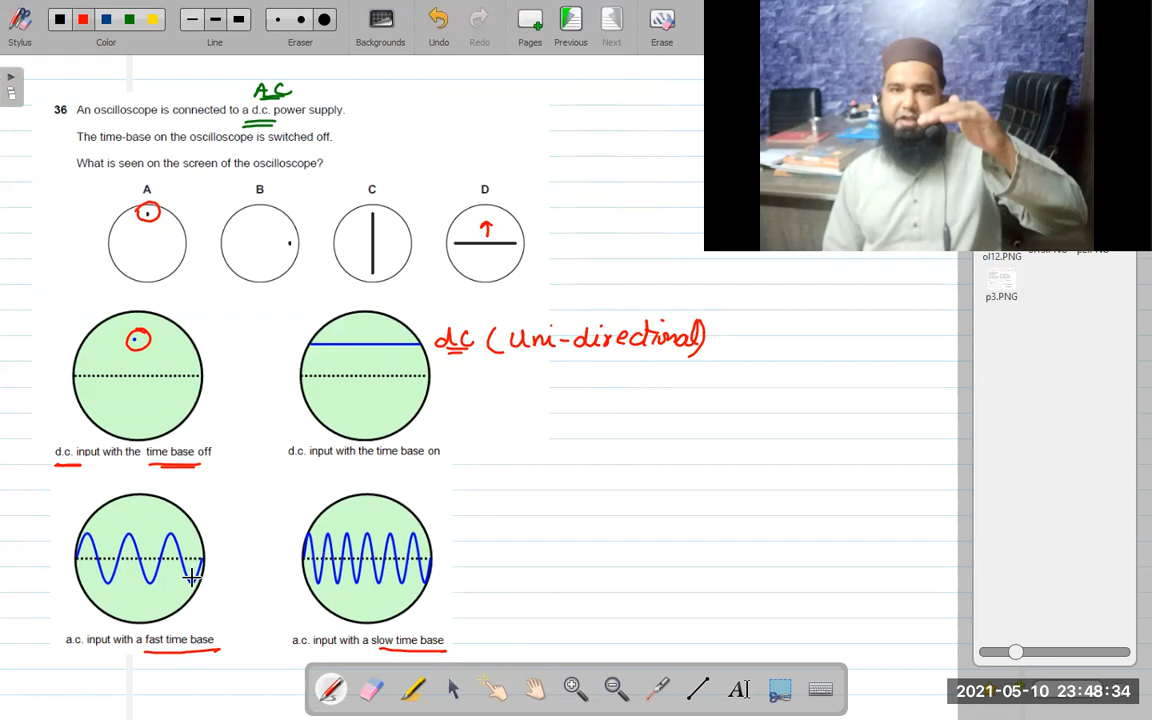 Stylus
Color
Line
Eraser
Backgrounds
Undo
Redo
Pages
Previous
Next
Erase
AC
36 An oscilloscope is connected to a d.c. power supply.
The time-base on the oscilloscope is switched off.
What is seen on the screen of the oscilloscope?
A B C D
ol12.PNG
p3.PNG
dC (Uni-directional)
d.c. input with the time base off
d.c. input with the time base on
a.c. input with a fast time base
a.c. input with a slow time base
2021-05-10 23:48:34